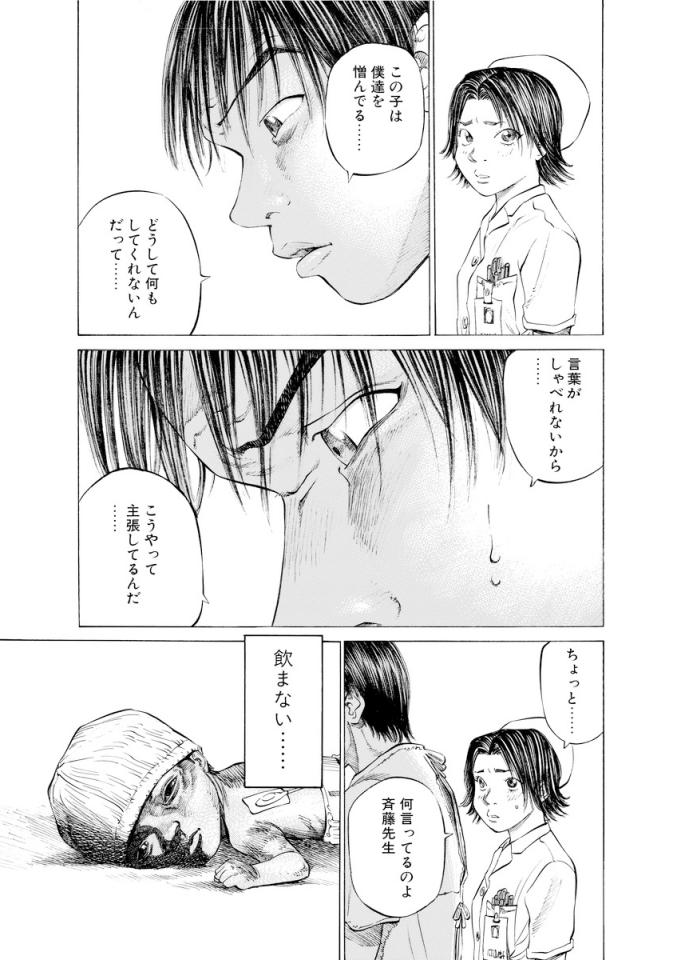 この子は
僕達を
憎んでる……
どうして何も
してくれないん
だって……
言葉が
しゃべれないから
……
こうやって
主張してるんだ
……
ちょっと……
何言ってるのよ
斉藤先生
飲まない……